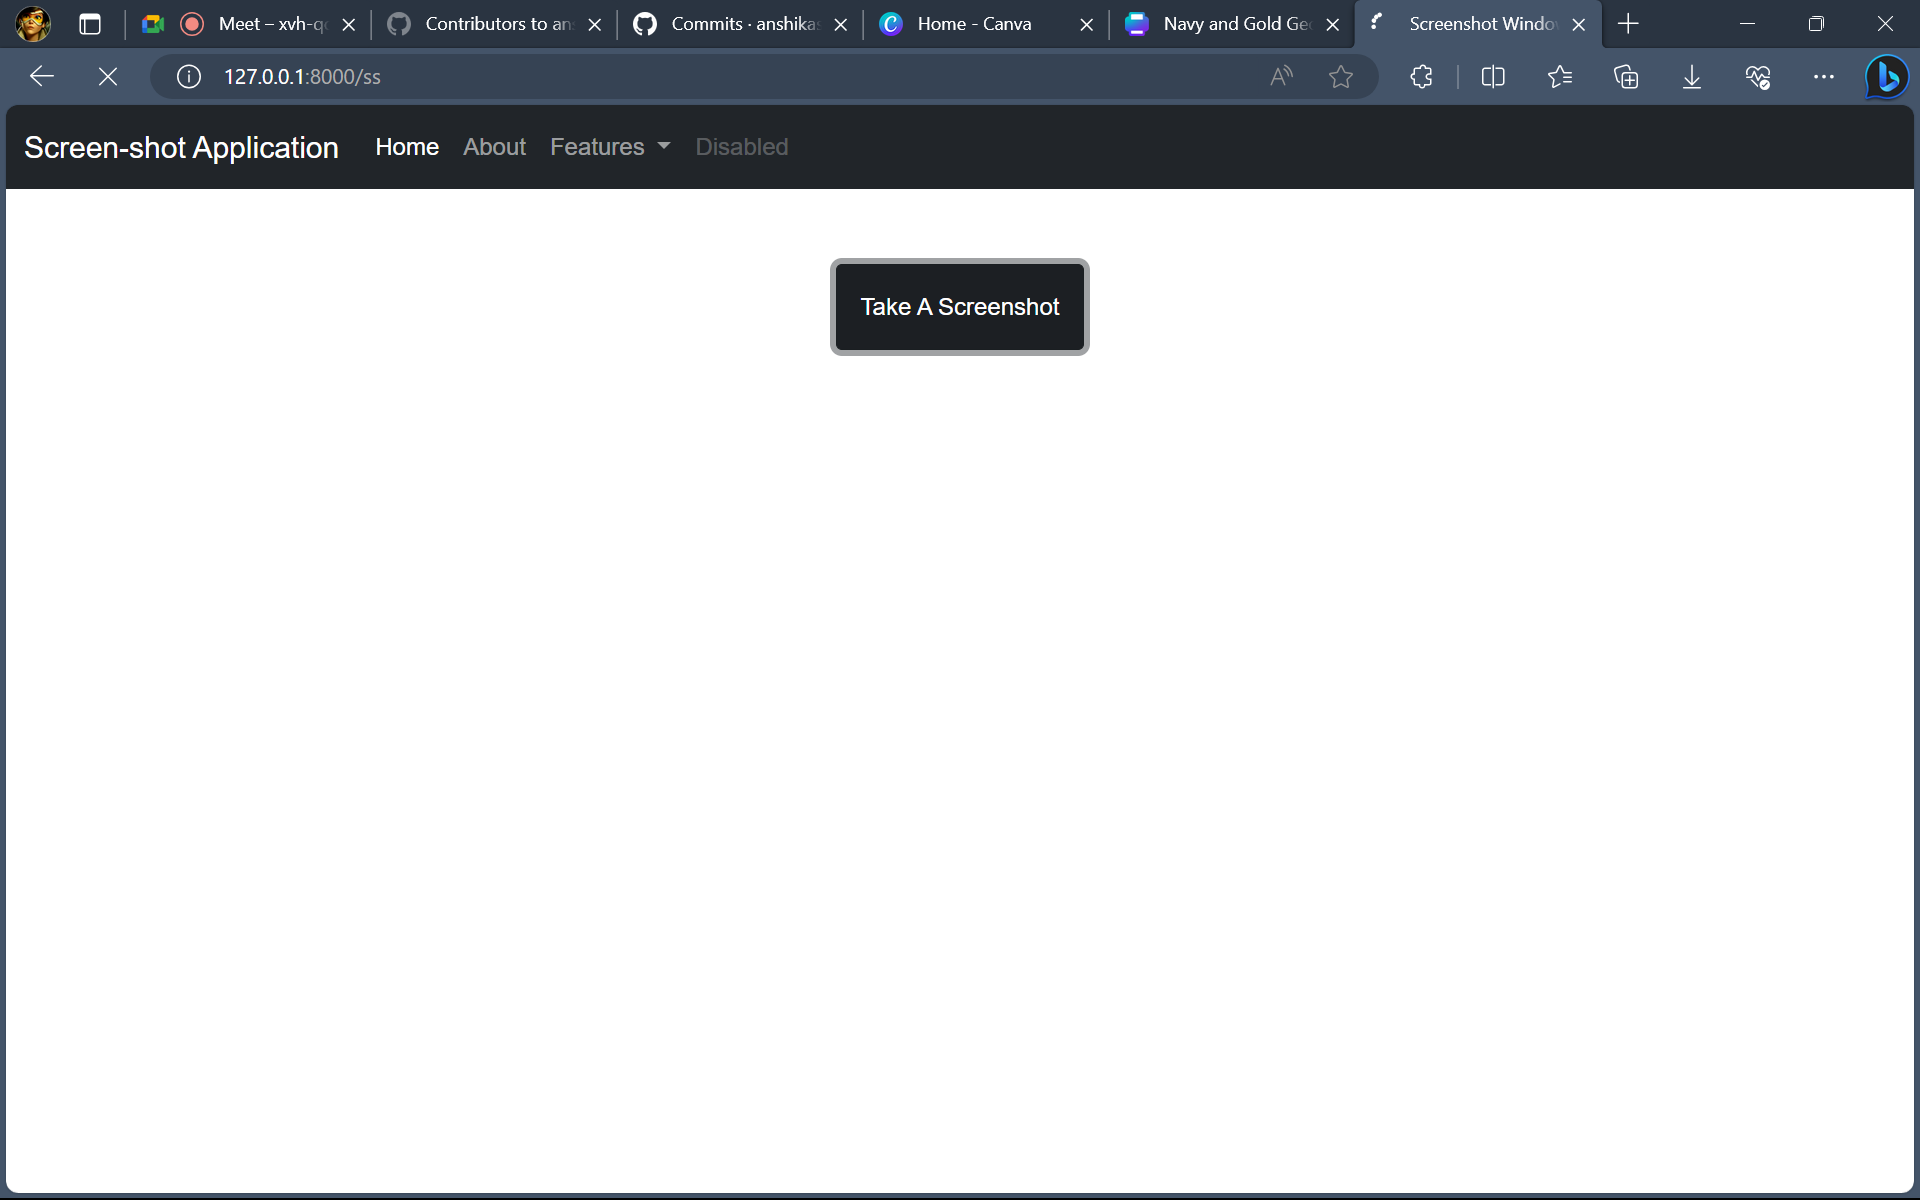 Meet – xvh-q
Contributors to an
Commits · anshika
Home - Canva
Navy and Gold Ge
Screenshot Windo
127.0.0.1:8000/ss
Screen-shot Application
Home
About
Features
Disabled
Take A Screenshot